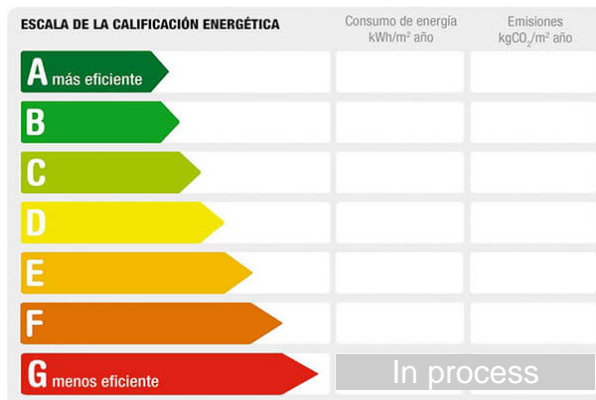 ESCALA DE LA CALIFICACIÓN ENERGÉTICA
Consumo de energía
kWh/m² año
Emisiones
kgCO₂/m² año
A más eficiente
B
C
D
E
F
G menos eficiente
In process